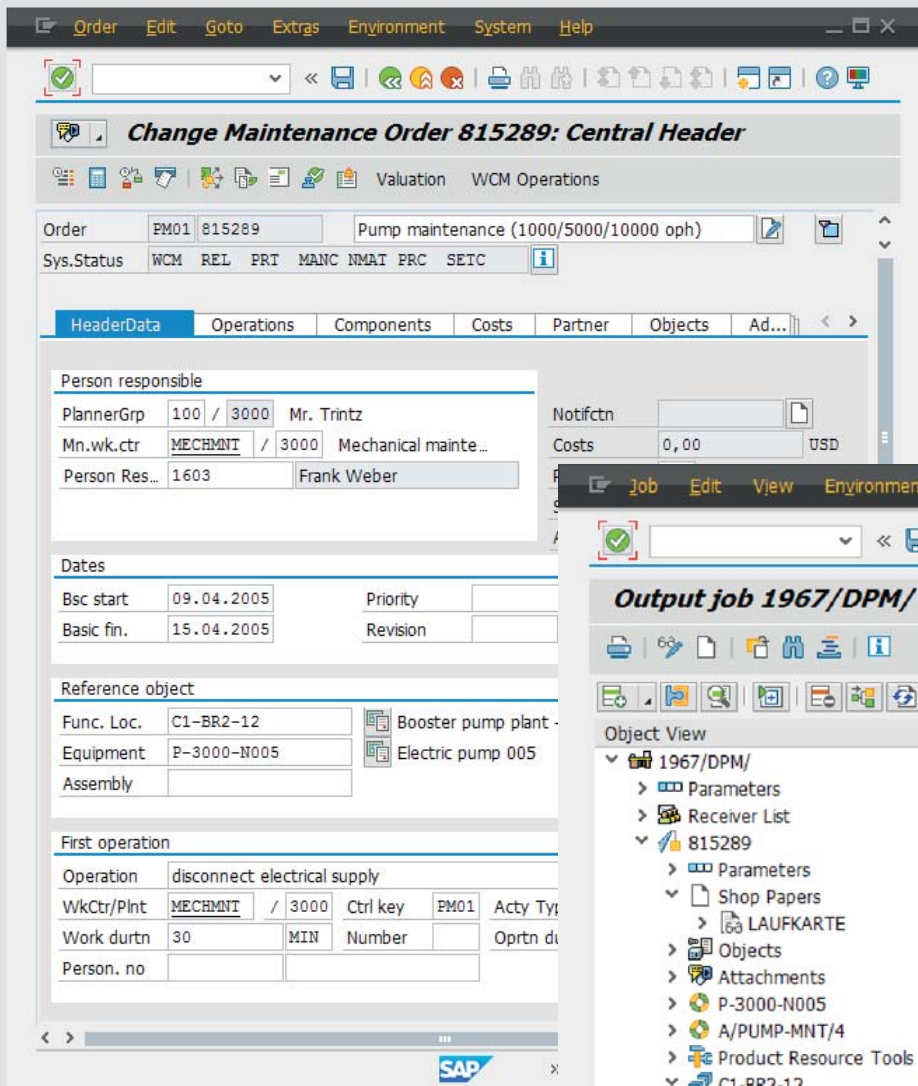 Order Edit Goto Extras Environment System Help
Change Maintenance Order 815289: Central Header
Valuation WCM Operations
Order PM01 815289 Pump maintenance (1000/5000/10000 oph)
Sys.Status WCM REL PRT MANC NMAT PRC SETC
HeaderData Operations Components Costs Partner Objects Ad...
Person responsible
PlannerGrp 100 / 3000 Mr. Trintz Notifctn
Mn.wk.ctr MECHMNT / 3000 Mechanical mainte... Costs 0,00 USD
Person Res... 1603 Frank Weber
Dates
Bsc start 09.04.2005 Priority
Basic fin. 15.04.2005 Revision
Reference object
Func. Loc. C1-BR2-12 Booster pump plant -
Equipment P-3000-N005 Electric pump 005
Assembly
First operation
Operation disconnect electrical supply
WkCtr/Plnt MECHMNT / 3000 Ctrl key PM01 Acty Typ
Work durtn 30 MIN Number Oprtn du
Person. no
SAP
Job Edit View Environmen
Output job 1967/DPM/
Object View
1967/DPM/
Parameters
Receiver List
815289
Parameters
Shop Papers
LAUFKARTE
Objects
Attachments
P-3000-N005
A/PUMP-MNT/4
Product Resource Tools
C1-BR2-12